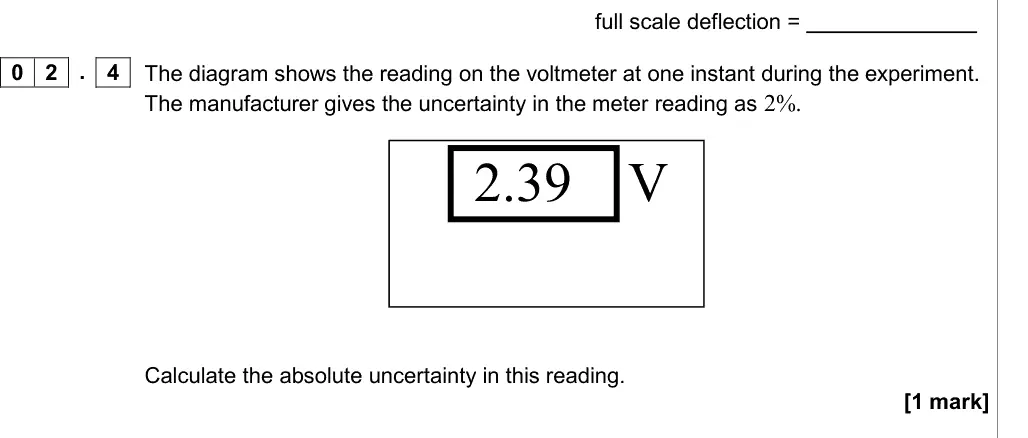 full scale deflection = ______________
0 2 . 4 The diagram shows the reading on the voltmeter at one instant during the experiment.
The manufacturer gives the uncertainty in the meter reading as 2%.
2.39 V
Calculate the absolute uncertainty in this reading.
[1 mark]